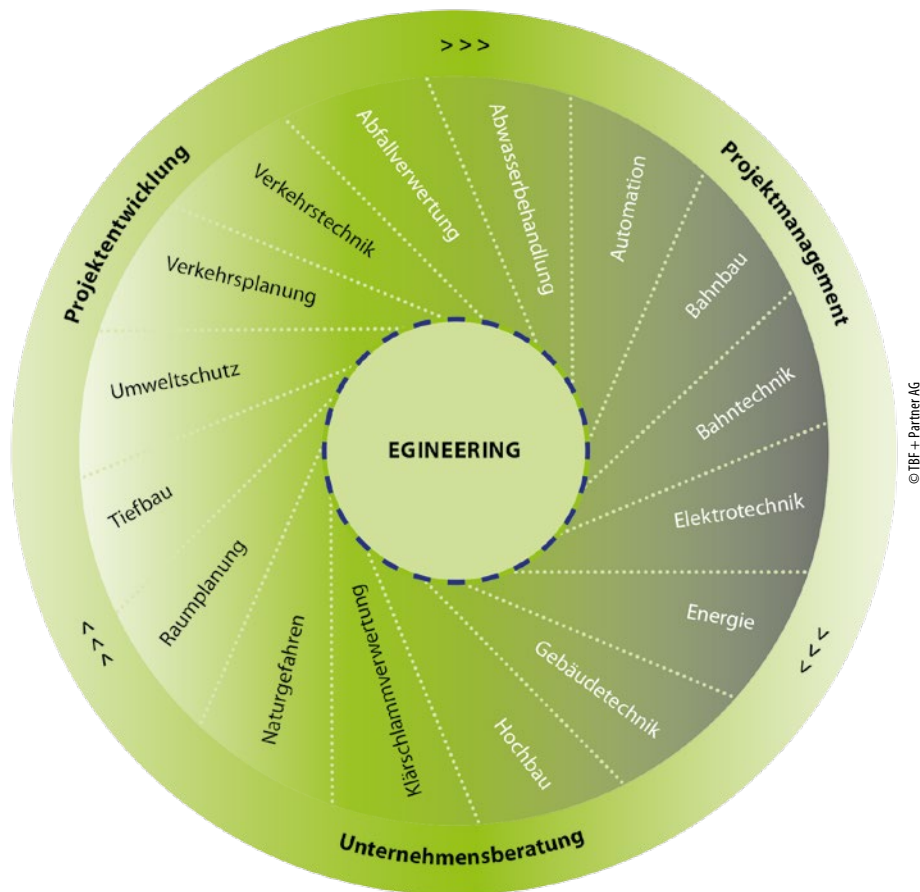 > > >
Projektentwicklung
Projektmanagement
Unternehmensberatung
> > >
> > >
Abfallverwertung
Abwasserbehandlung
Automation
Bahnbau
Bahntechnik
Elektrotechnik
Energie
Gebäudetechnik
Hochbau
Klärschlammverwertung
Naturgefahren
Raumplanung
Tiefbau
Umweltschutz
Verkehrsplanung
Verkehrstechnik
EGINEERING
© TBF + Partner AG